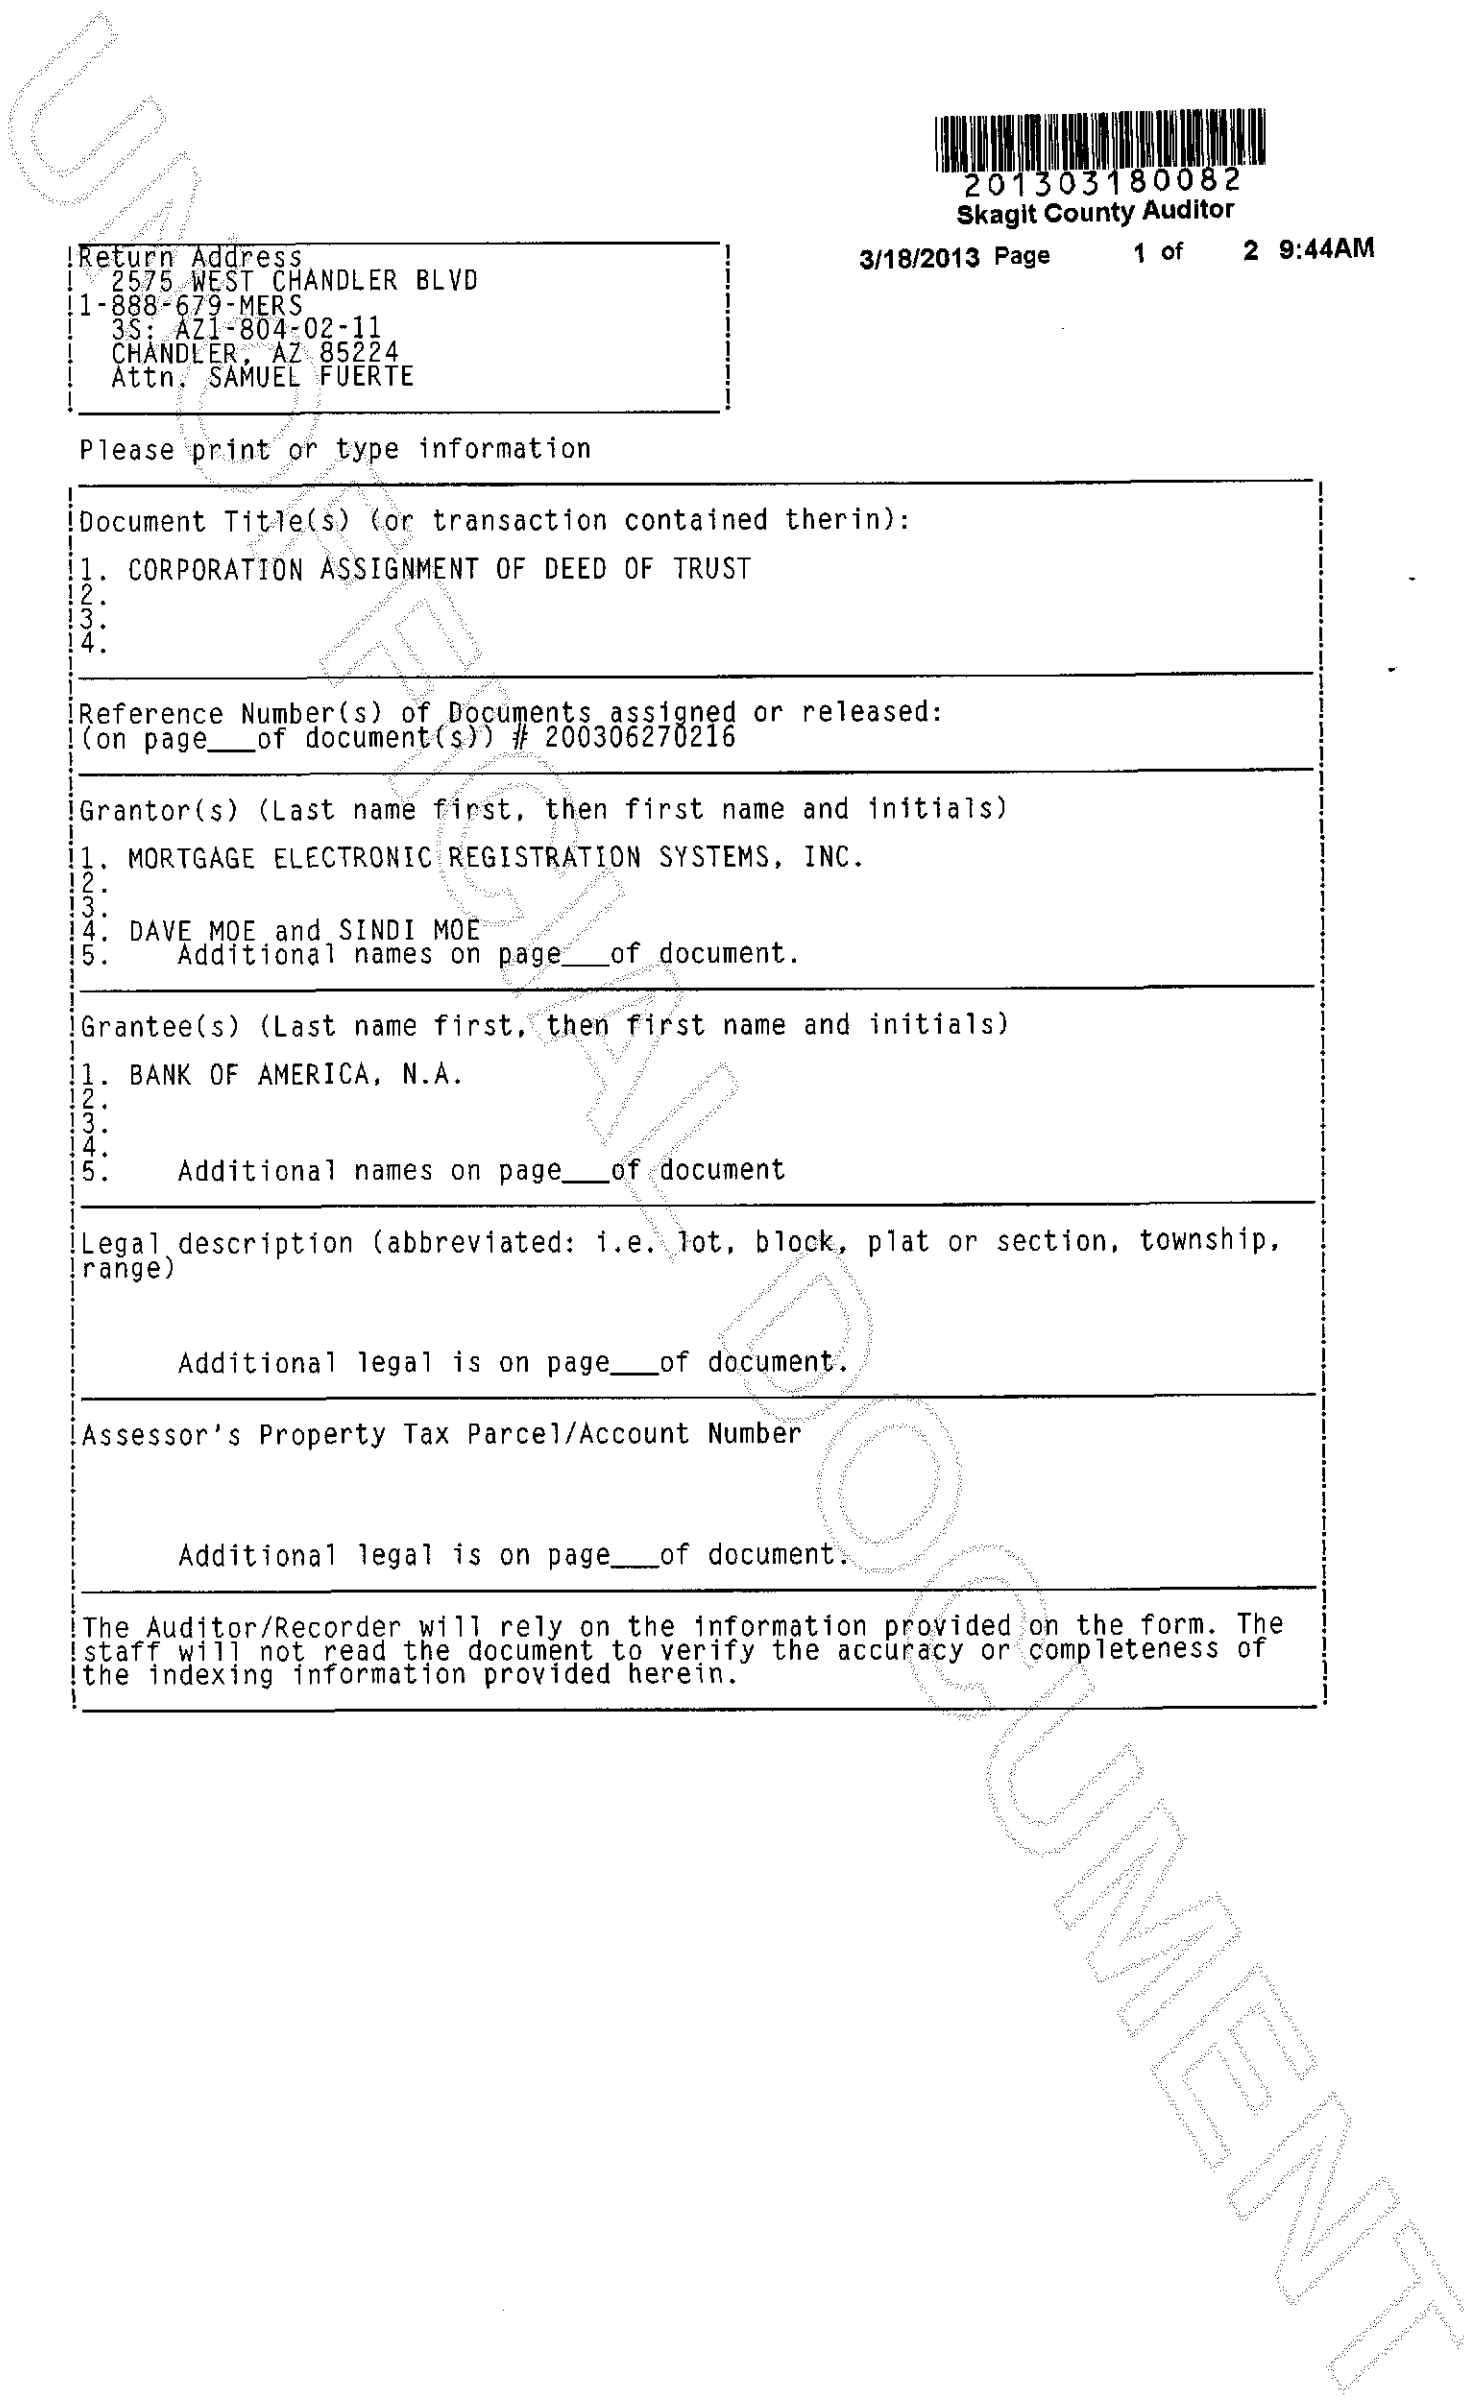 201303180082
Skagit County Auditor
3/18/2013 Page 1 of 2 9:44AM
Return Address
2575 WEST CHANDLER BLVD
1-888-679-MERS
3S: AZ1-804-02-11
CHANDLER, AZ 85224
Attn. SAMUEL FUERTE
Please print or type information
Document Title(s) (or transaction contained therin):
1. CORPORATION ASSIGNMENT OF DEED OF TRUST
2.
3.
4.
Reference Number(s) of Documents assigned or released:
(on page___of document(s)) # 200306270216
Grantor(s) (Last name first, then first name and initials)
1. MORTGAGE ELECTRONIC REGISTRATION SYSTEMS, INC.
2.
3.
4. DAVE MOE and SINDI MOE
5. Additional names on page___of document.
Grantee(s) (Last name first, then first name and initials)
1. BANK OF AMERICA, N.A.
2.
3.
4.
5. Additional names on page___of document
Legal description (abbreviated: i.e. lot, block, plat or section, township,
range)
Additional legal is on page___of document.
Assessor's Property Tax Parcel/Account Number
Additional legal is on page___of document.
The Auditor/Recorder will rely on the information provided on the form. The
staff will not read the document to verify the accuracy or completeness of
the indexing information provided herein.
UNOFFICIAL DOCUMENT